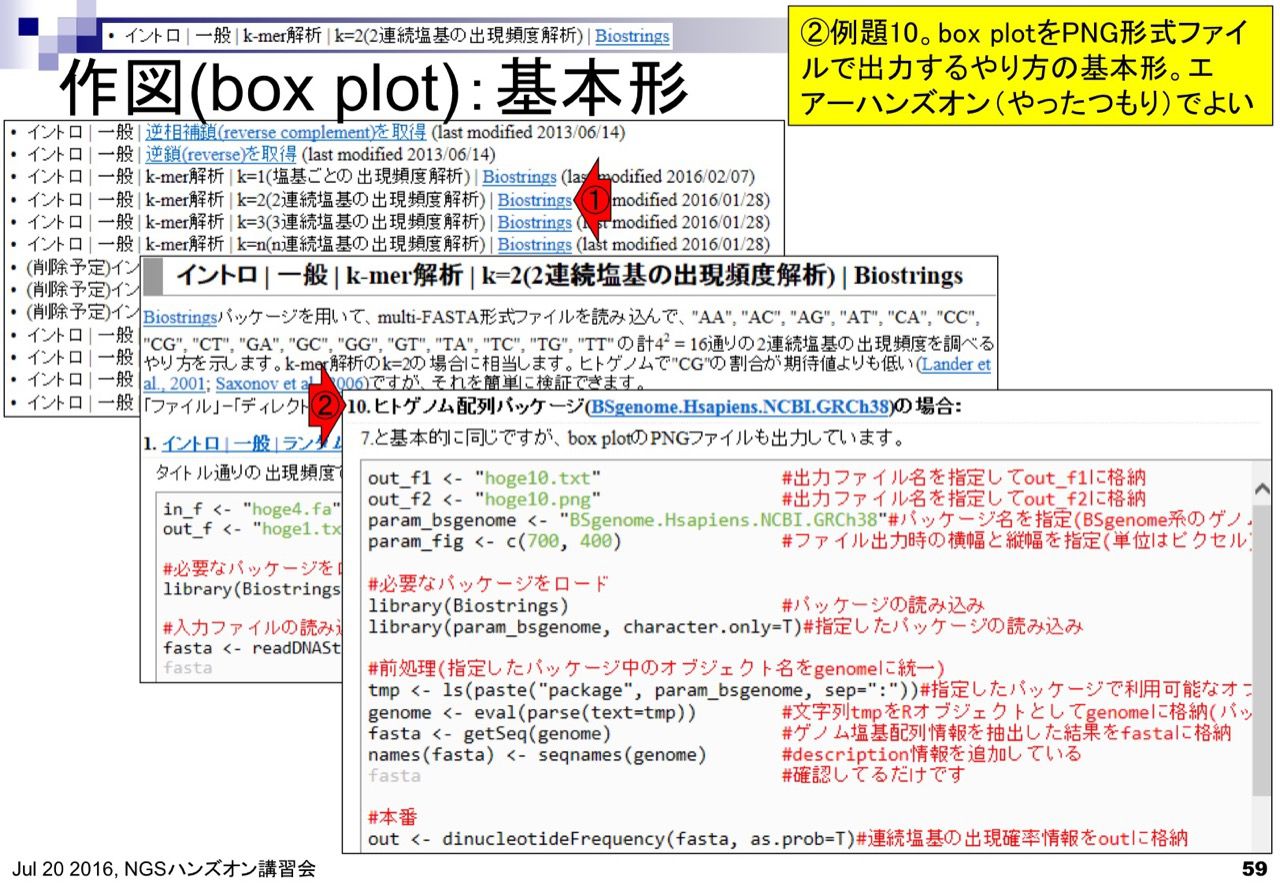 • イントロ | 一般 | k-mer解析 | k=2(2連続塩基の出現頻度解析) | Biostrings
作図(box plot)：基本形
②例題10。box plotをPNG形式ファイ
ルで出力するやり方の基本形。エ
アーハンズオン（やったつもり）でよい
• イントロ | 一般 | 逆相補鎖(reverse complement)を取得 (last modified 2013/06/14)
• イントロ | 一般 | 逆鎖(reverse)を取得 (last modified 2013/06/14)
• イントロ | 一般 | k-mer解析 | k=1(塩基ごとの出現頻度解析) | Biostrings (last modified 2016/02/07)
• イントロ | 一般 | k-mer解析 | k=2(2連続塩基の出現頻度解析) | Biostrings ① modified 2016/01/28)
• イントロ | 一般 | k-mer解析 | k=3(3連続塩基の出現頻度解析) | Biostrings (last modified 2016/01/28)
• イントロ | 一般 | k-mer解析 | k=n(n連続塩基の出現頻度解析) | Biostrings (last modified 2016/01/28)
• (削除予定)イン
• (削除予定)イン
• (削除予定)イン
• イントロ | 一般
• イントロ | 一般
• イントロ | 一般
• イントロ | 一般
イントロ | 一般 | k-mer解析 | k=2(2連続塩基の出現頻度解析) | Biostrings
Biostringsパッケージを用いて、multi-FASTA形式ファイルを読み込んで、"AA", "AC", "AG", "AT", "CA", "CC",
"CG", "CT", "GA", "GC", "GG", "GT", "TA", "TC", "TG", "TT" の計4² = 16通りの2連続塩基の出現頻度を調べる
やり方を示します。k-mer解析のk=2の場合に相当します。ヒトゲノムで"CG"の割合が期待値よりも低い(Lander et
al., 2001; Saxonov et al., 2006)ですが、それを簡単に検証できます。
「ファイル」−「ディレクト
②
1. イントロ | 一般 | ランダム
タイトル通りの出現頻度で
in_f <- "hoge4.fa"
out_f <- "hoge1.tx
#必要なパッケージをロ
library(Biostrings
#入力ファイルの読み込
fasta <- readDNASt
fasta
10. ヒトゲノム配列パッケージ(BSgenome.Hsapiens.NCBI.GRCh38)の場合：
7.と基本的に同じですが、box plotのPNGファイルも出力しています。
out_f1 <- "hoge10.txt" #出力ファイル名を指定してout_f1に格納
out_f2 <- "hoge10.png" #出力ファイル名を指定してout_f2に格納
param_bsgenome <- "BSgenome.Hsapiens.NCBI.GRCh38"#パッケージ名を指定(BSgenome系のゲノ
param_fig <- c(700, 400) #ファイル出力時の横幅と縦幅を指定(単位はピクセル)
#必要なパッケージをロード
library(Biostrings) #パッケージの読み込み
library(param_bsgenome, character.only=T)#指定したパッケージの読み込み
#前処理(指定したパッケージ中のオブジェクト名をgenomeに統一)
tmp <- ls(paste("package", param_bsgenome, sep=":"))#指定したパッケージで利用可能なオブ
genome <- eval(parse(text=tmp)) #文字列tmpをRオブジェクトとしてgenomeに格納(パッ
fasta <- getSeq(genome) #ゲノム塩基配列情報を抽出した結果をfastaに格納
names(fasta) <- seqnames(genome) #description情報を追加している
fasta #確認してるだけです
#本番
out <- dinucleotideFrequency(fasta, as.prob=T)#連続塩基の出現確率情報をoutに格納
Jul 20 2016, NGSハンズオン講習会
59